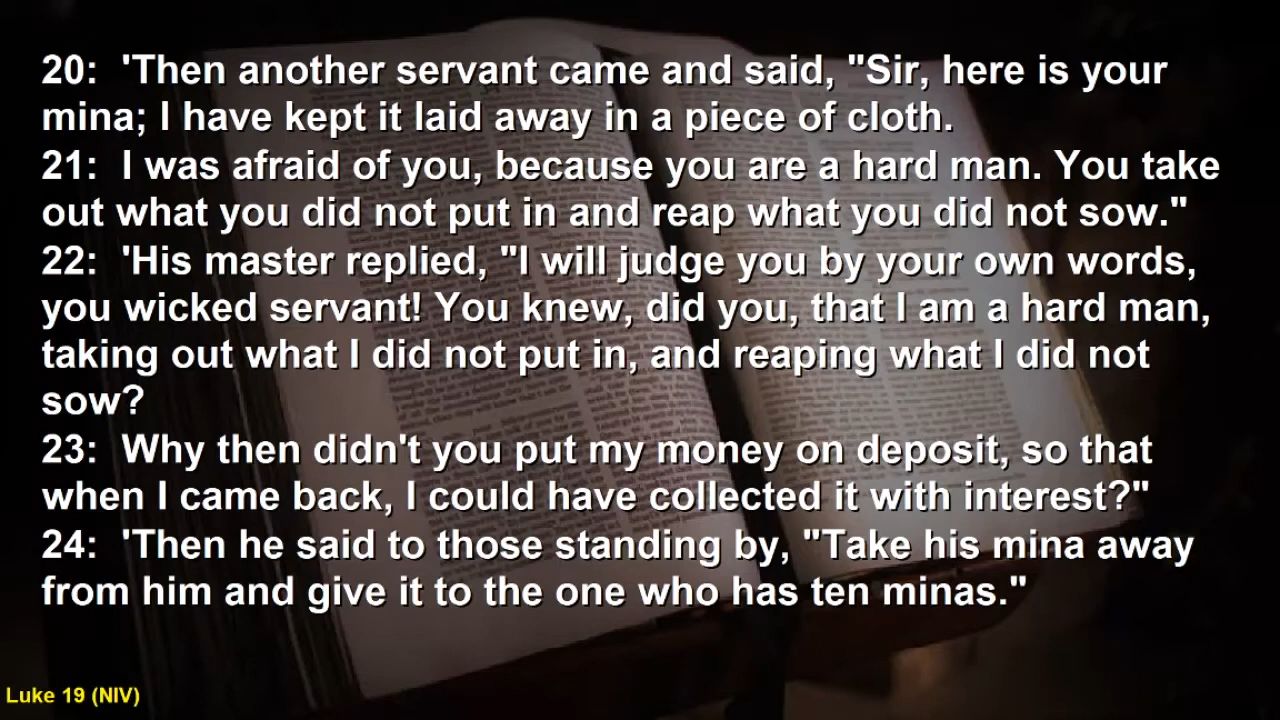 20:  'Then another servant came and said, "Sir, here is your
mina; I have kept it laid away in a piece of cloth.
21:  I was afraid of you, because you are a hard man. You take
out what you did not put in and reap what you did not sow."
22:  'His master replied, "I will judge you by your own words,
you wicked servant! You knew, did you, that I am a hard man,
taking out what I did not put in, and reaping what I did not
sow?
23:  Why then didn't you put my money on deposit, so that
when I came back, I could have collected it with interest?"
24:  'Then he said to those standing by, "Take his mina away
from him and give it to the one who has ten minas."
Luke 19 (NIV)